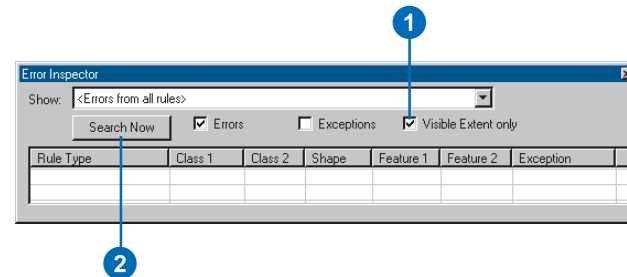 1
Error Inspector
Show: <Errors from all rules>
Search Now Errors Exceptions Visible Extent only
Rule Type Class 1 Class 2 Shape Feature 1 Feature 2 Exception
2